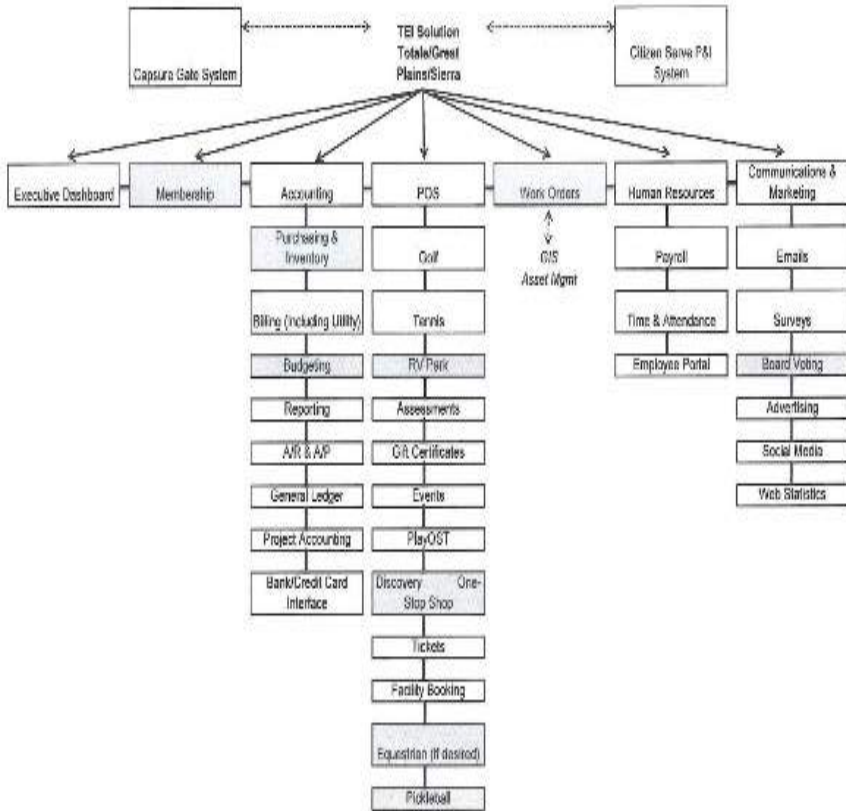 TEI Solution
Totale/Great
Plains/Sierra
Capsure Gate System
Citizen Serve P&I
System
Executive Dashboard
Membership
Accounting
POS
Work Orders
Human Resources
Communications &
Marketing
Purchasing &
Inventory
Billing (Including Utility)
Budgeting
Reporting
A/R & A/P
General Ledger
Project Accounting
Bank/Credit Card
Interface
Golf
Tennis
RV Park
Assessments
Gift Certificates
Events
PlayOST
Discovery One-
Stop Shop
Tickets
Facility Booking
Equestrian (if desired)
Pickleball
GIS
Asset Mgmt
Payroll
Time & Attendance
Employee Portal
Emails
Surveys
Board Voting
Advertising
Social Media
Web Statistics